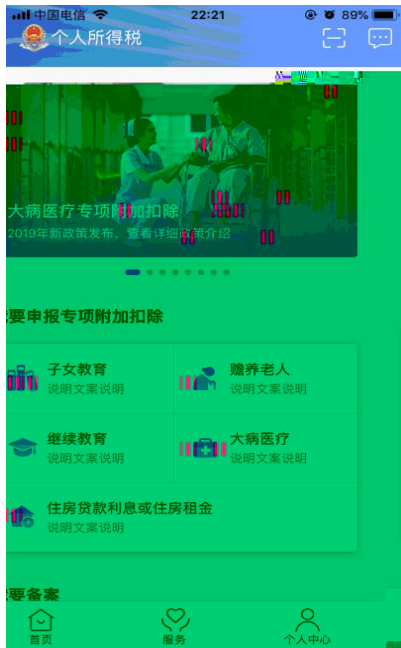 中国电信 22:21 89%
个人所得税
大病医疗专项附加扣除
2019年新政策发布，查看详细政策介绍
要申报专项附加扣除
子女教育
说明文案说明
赡养老人
说明文案说明
继续教育
说明文案说明
大病医疗
说明文案说明
住房贷款利息或住房租金
说明文案说明
要备案
首页 服务 个人中心